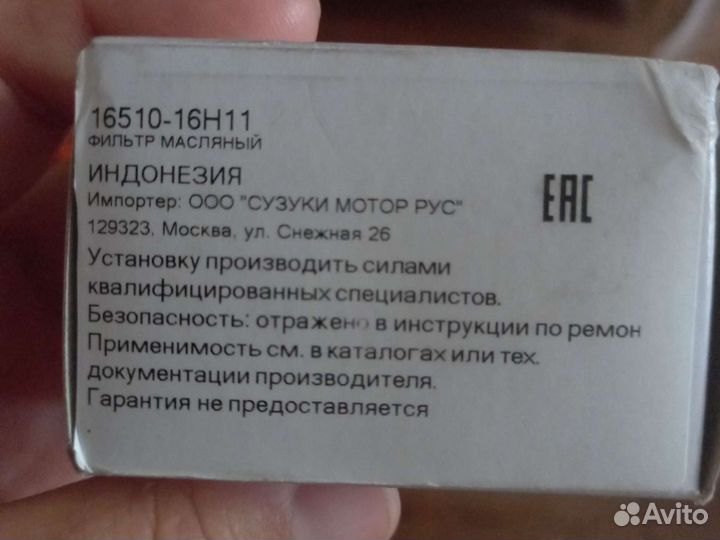 16510-16H11
ФИЛЬТР МАСЛЯНЫЙ
ИНДОНЕЗИЯ
Импортер: ООО "СУЗУКИ МОТОР РУС"
129323, Москва, ул. Снежная 26
EAC
Установку производить силами
квалифицированных специалистов.
Безопасность: отражено в инструкции по ремон
Применимость см. в каталогах или тех.
документации производителя.
Гарантия не предоставляется
Avito